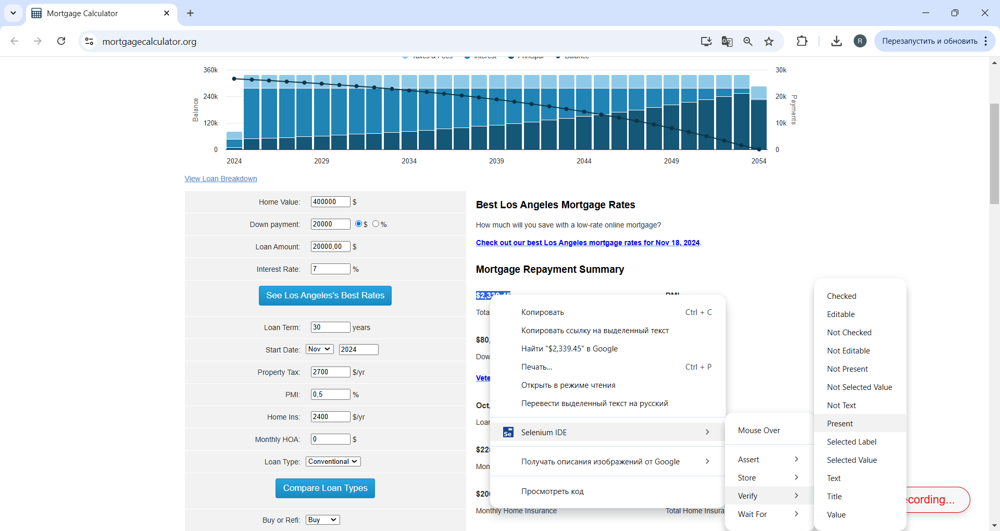 Mortgage Calculator
mortgagecalculator.org
R
Перезапустить и обновить
Taxes & Fees Interest Principal Balance
360k
240k
120k
0
Balance
30k
20k
10k
0
Payments
2024 2029 2034 2039 2044 2049 2054
View Loan Breakdown
Home Value: 400000 $
Down payment: 20000 $ %
Loan Amount: 20000,00 $
Interest Rate: 7 %
See Los Angeles's Best Rates
Loan Term: 30 years
Start Date: Nov 2024
Property Tax: 2700 $/yr
PMI: 0,5 %
Home Ins: 2400 $/yr
Monthly HOA: 0 $
Loan Type: Conventional
Compare Loan Types
Buy or Refi: Buy
Best Los Angeles Mortgage Rates
How much will you save with a low-rate online mortgage?
Check out our best Los Angeles mortgage rates for Nov 18, 2024.
Mortgage Repayment Summary
$2,339.45 PMI
Tota
$80,
Dow
Vete
Oct,
Loan
$225
Mon
$200
Monthly Home Insurance Total Home Insura
Копировать Ctrl + C
Копировать ссылку на выделенный текст
Найти "$2,339.45" в Google
Печать... Ctrl + P
Открыть в режиме чтения
Перевести выделенный текст на русский
Se Selenium IDE
Получать описания изображений от Google
Просмотреть код
Mouse Over
Assert
Store
Verify
Wait For
Checked
Editable
Not Checked
Not Editable
Not Present
Not Selected Value
Not Text
Present
Selected Label
Selected Value
Text
Title
Value
ecording...